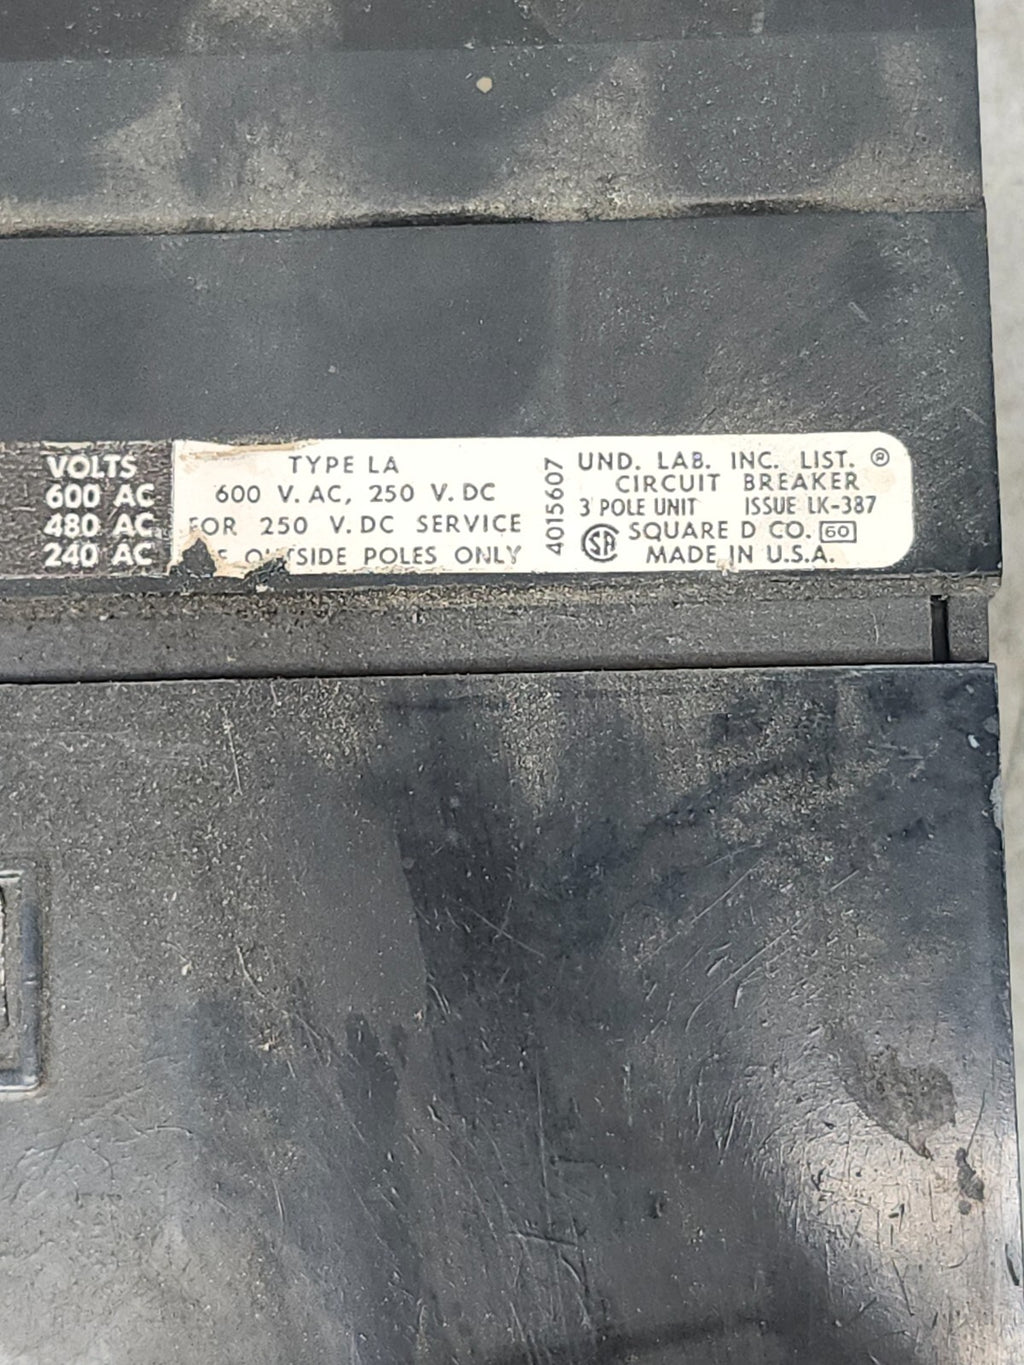 VOLTS
600 AC
480 AC
240 AC
TYPE LA
600 V. AC, 250 V. DC
FOR 250 V. DC SERVICE
OUTSIDE POLES ONLY
4015607
UND. LAB. INC. LIST. ®
CIRCUIT BREAKER
3 POLE UNIT ISSUE LK-387
SA SQUARE D CO. 60
MADE IN U.S.A.